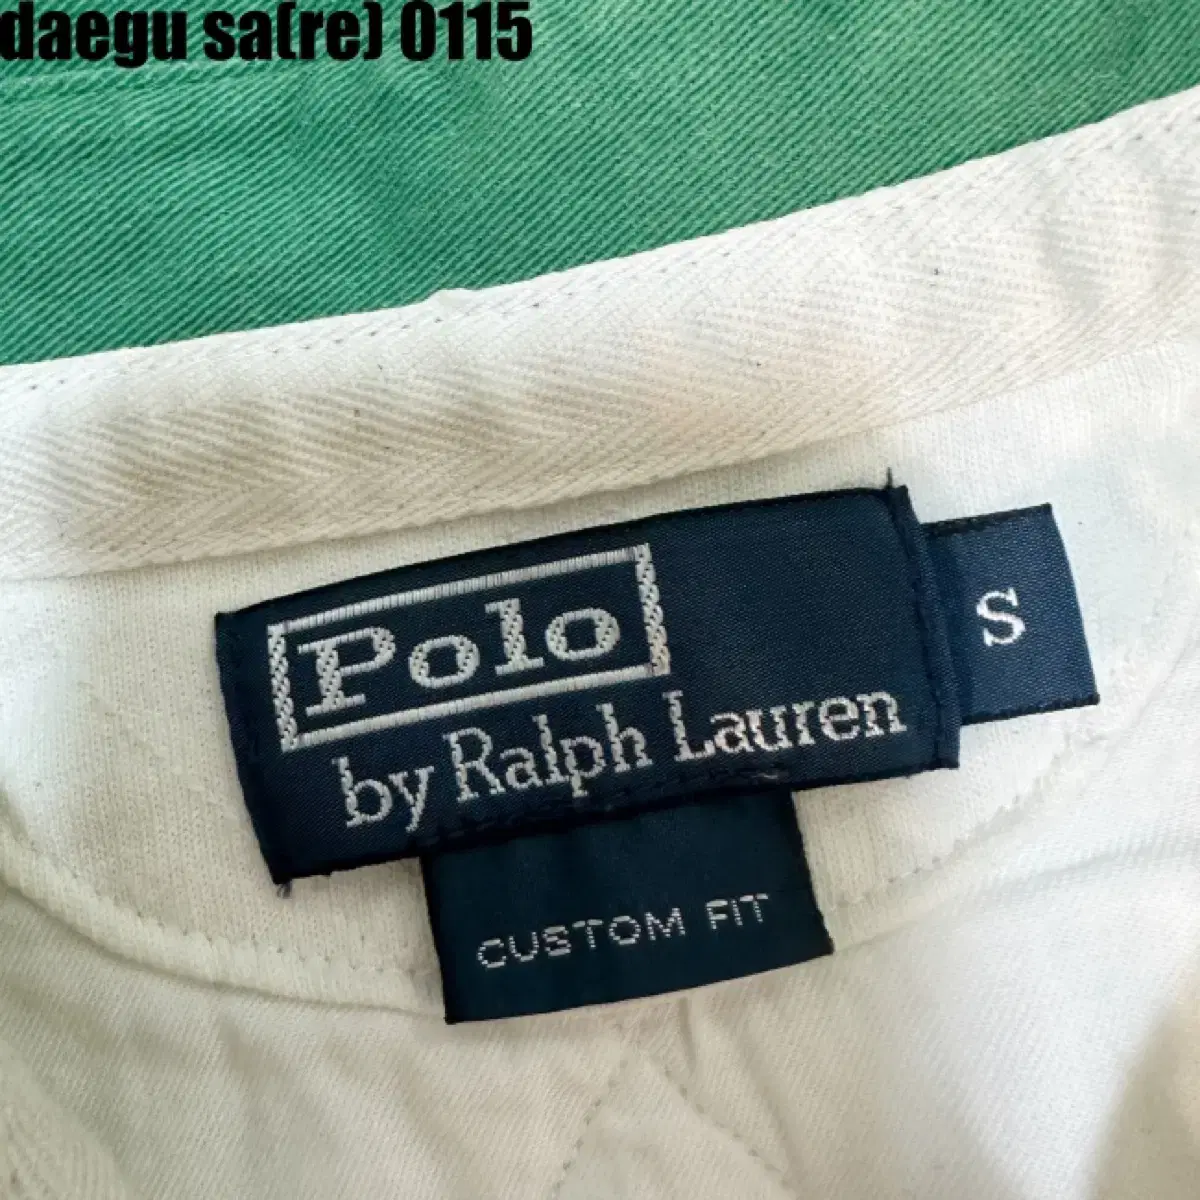 daegu sa(re) 0115
Polo
by Ralph Lauren
S
CUSTOM FIT